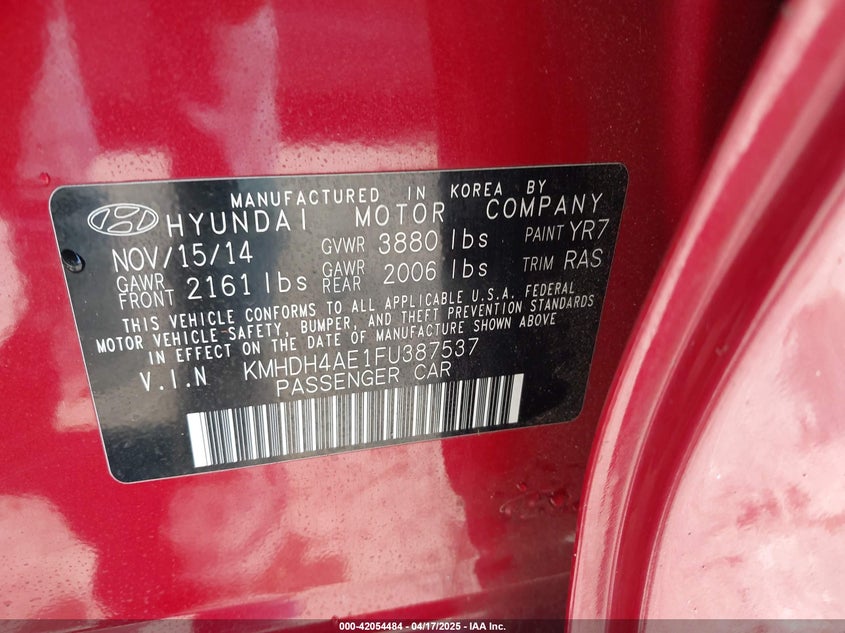 MANUFACTURED IN KOREA BY
HYUNDAI MOTOR COMPANY
NOV/15/14 GVWR 3880 lbs PAINT YR7
GAWR FRONT 2161 lbs GAWR REAR 2006 lbs TRIM RAS
THIS VEHICLE CONFORMS TO ALL APPLICABLE U.S.A. FEDERAL
MOTOR VEHICLE SAFETY, BUMPER, AND THEFT PREVENTION STANDARDS
IN EFFECT ON THE DATE OF MANUFACTURE SHOWN ABOVE
V.I.N KMHDH4AE1FU387537
PASSENGER CAR
000-42054484 - 04/17/2025 - IAA Inc.